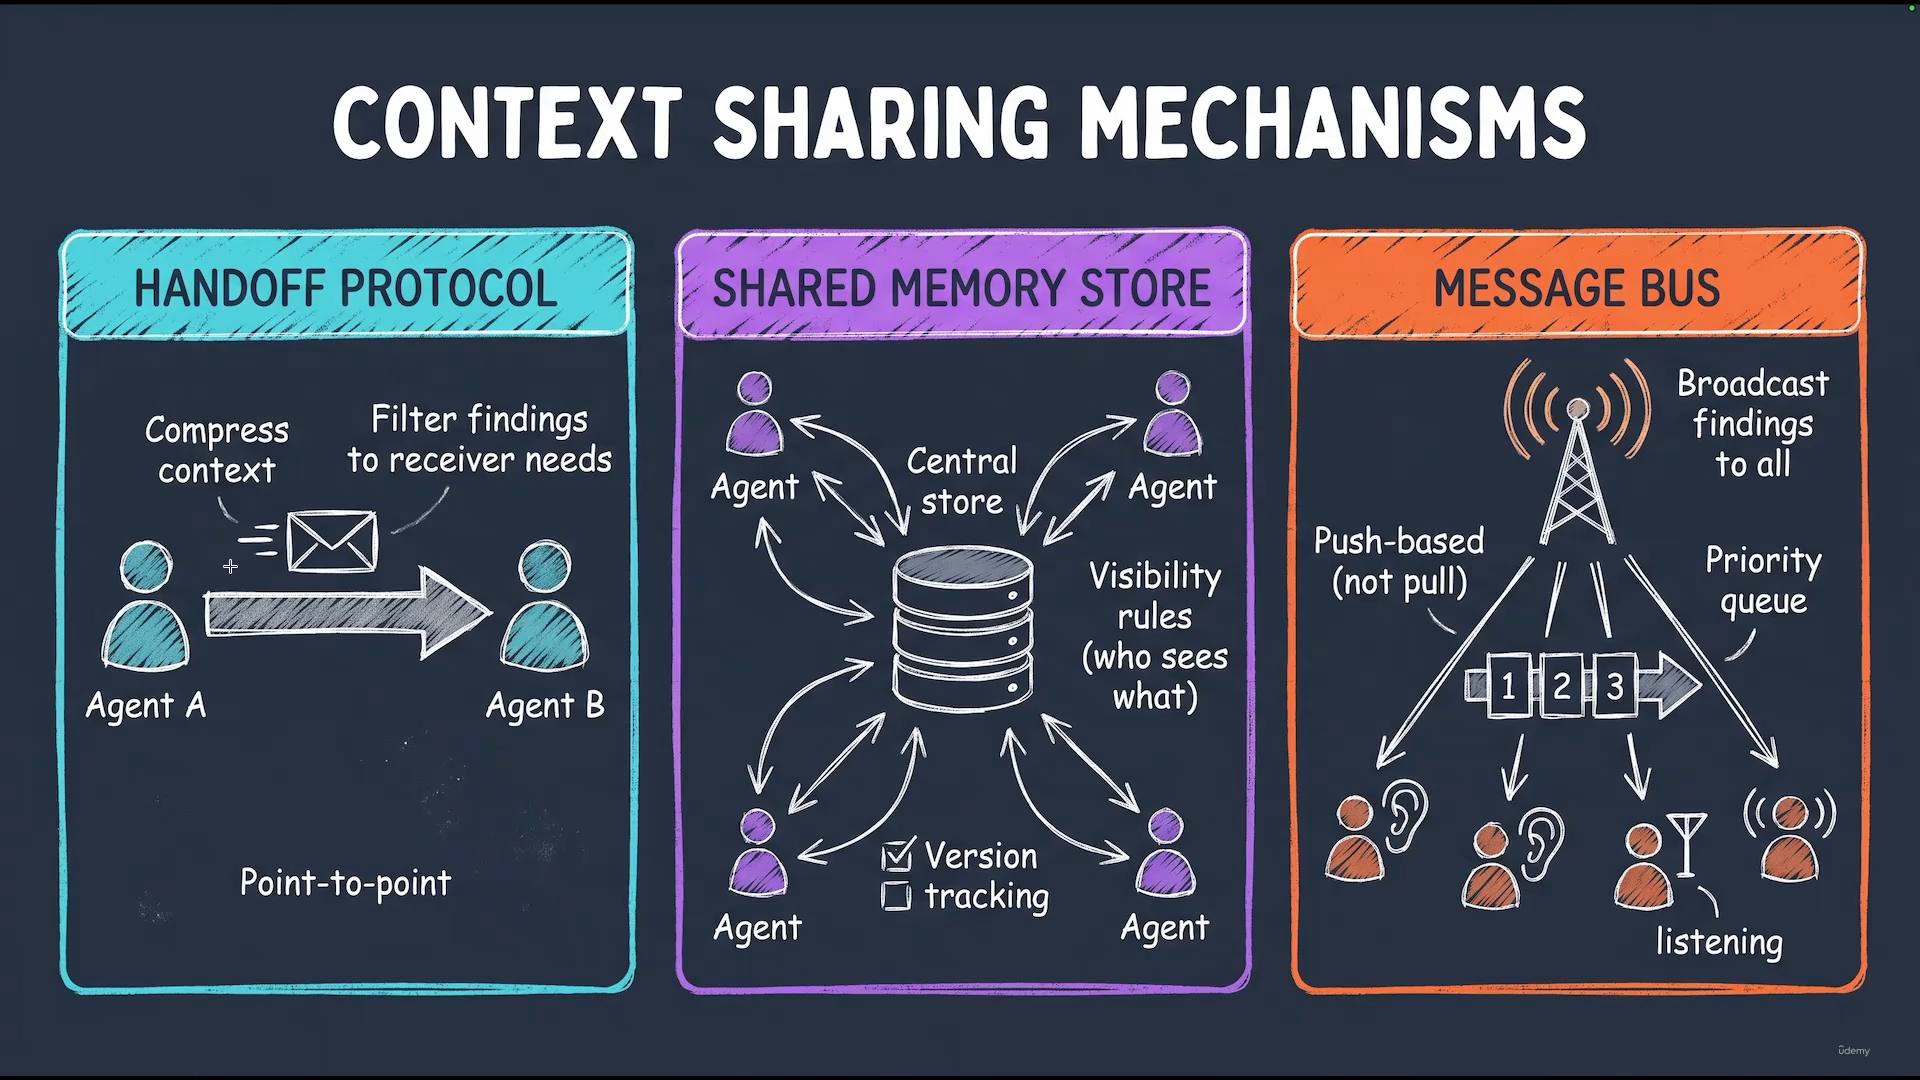 CONTEXT SHARING MECHANISMS
HANDOFF PROTOCOL
Compress
context
Filter findings
to receiver needs
Agent A
Agent B
Point-to-point
SHARED MEMORY STORE
Agent
Agent
Central
store
Visibility
rules
(who sees
what)
Version
tracking
Agent
Agent
MESSAGE BUS
Broadcast
findings
to all
Push-based
(not pull)
Priority
queue
1 2 3
listening
udemy